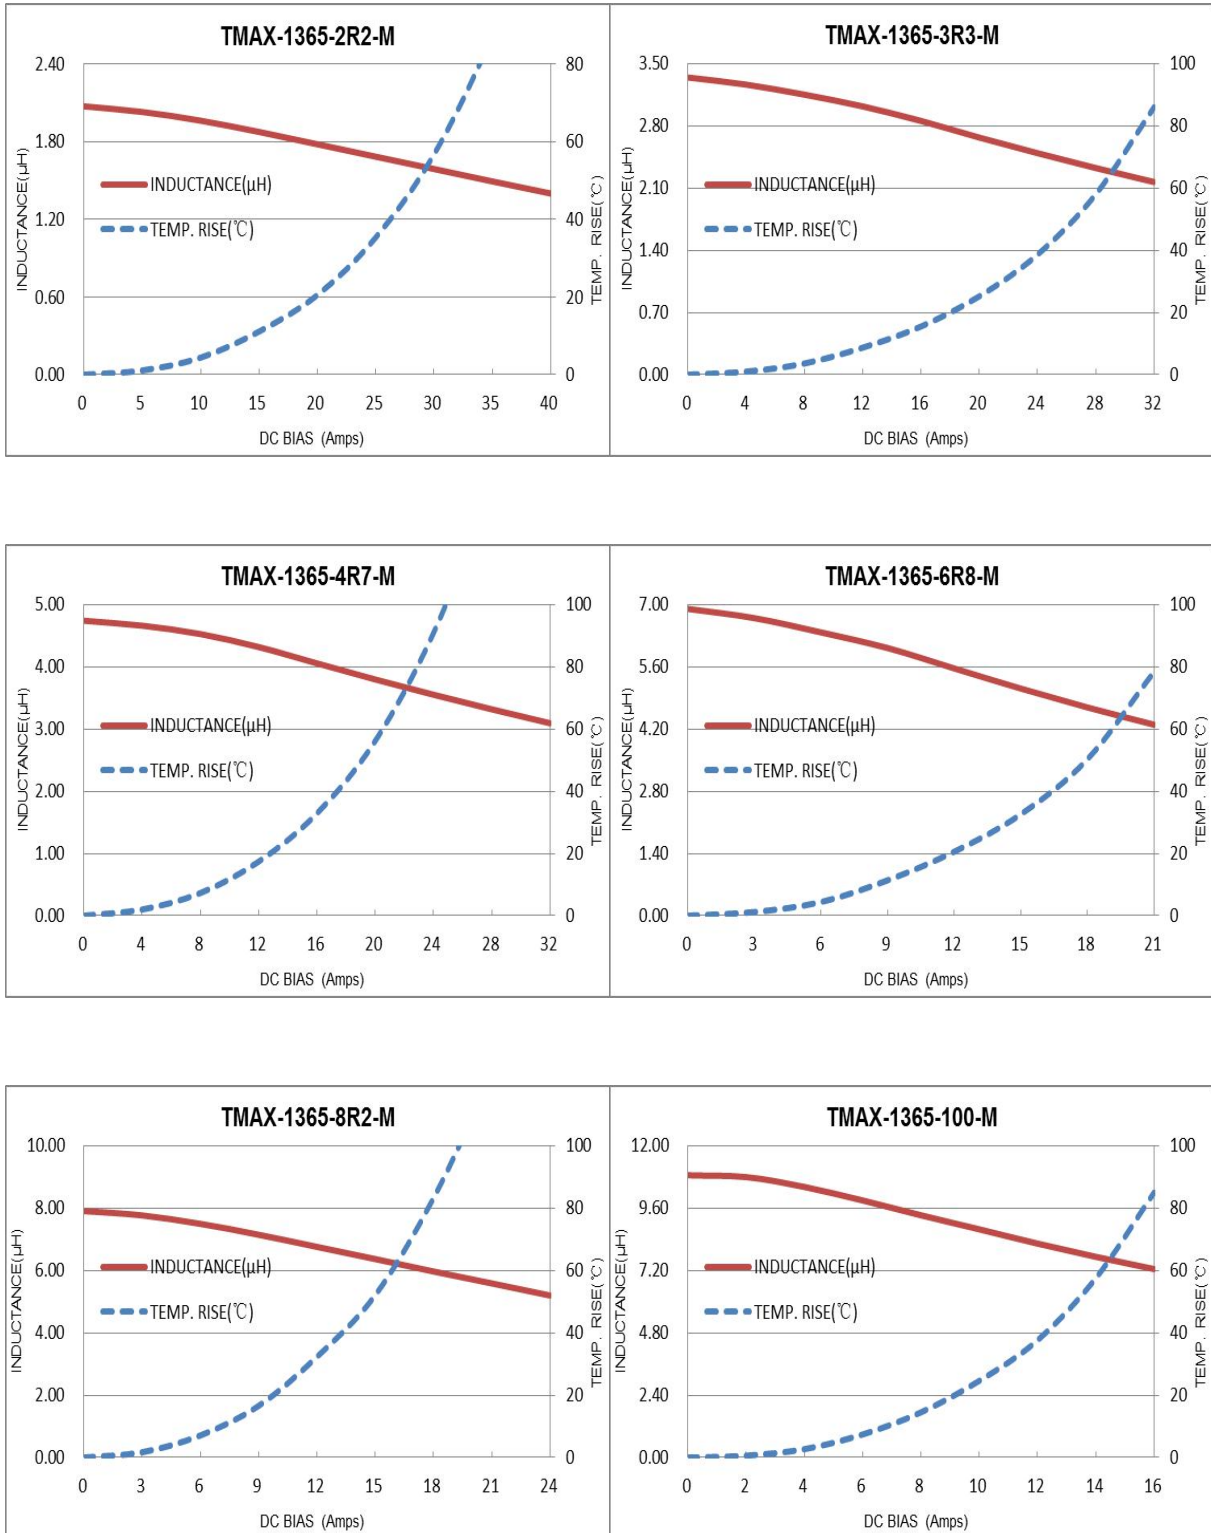 TMAX-1365-2R2-M
2.40
1.80
1.20
0.60
0.00
80
60
40
20
0
INDUCTANCE(µH)
TEMP. RISE(℃)
INDUCTANCE(µH)
TEMP. RISE(℃)
0 5 10 15 20 25 30 35 40
DC BIAS (Amps)
TMAX-1365-3R3-M
3.50
2.80
2.10
1.40
0.70
0.00
100
80
60
40
20
0
INDUCTANCE(µH)
TEMP. RISE(℃)
INDUCTANCE(µH)
TEMP. RISE(℃)
0 4 8 12 16 20 24 28 32
DC BIAS (Amps)
TMAX-1365-4R7-M
5.00
4.00
3.00
2.00
1.00
0.00
100
80
60
40
20
0
INDUCTANCE(µH)
TEMP. RISE(℃)
INDUCTANCE(µH)
TEMP. RISE(℃)
0 4 8 12 16 20 24 28 32
DC BIAS (Amps)
TMAX-1365-6R8-M
7.00
5.60
4.20
2.80
1.40
0.00
100
80
60
40
20
0
INDUCTANCE(µH)
TEMP. RISE(℃)
INDUCTANCE(µH)
TEMP. RISE(℃)
0 3 6 9 12 15 18 21
DC BIAS (Amps)
TMAX-1365-8R2-M
10.00
8.00
6.00
4.00
2.00
0.00
100
80
60
40
20
0
INDUCTANCE(µH)
TEMP. RISE(℃)
INDUCTANCE(µH)
TEMP. RISE(℃)
0 3 6 9 12 15 18 21 24
DC BIAS (Amps)
TMAX-1365-100-M
12.00
9.60
7.20
4.80
2.40
0.00
100
80
60
40
20
0
INDUCTANCE(µH)
TEMP. RISE(℃)
INDUCTANCE(µH)
TEMP. RISE(℃)
0 2 4 6 8 10 12 14 16
DC BIAS (Amps)